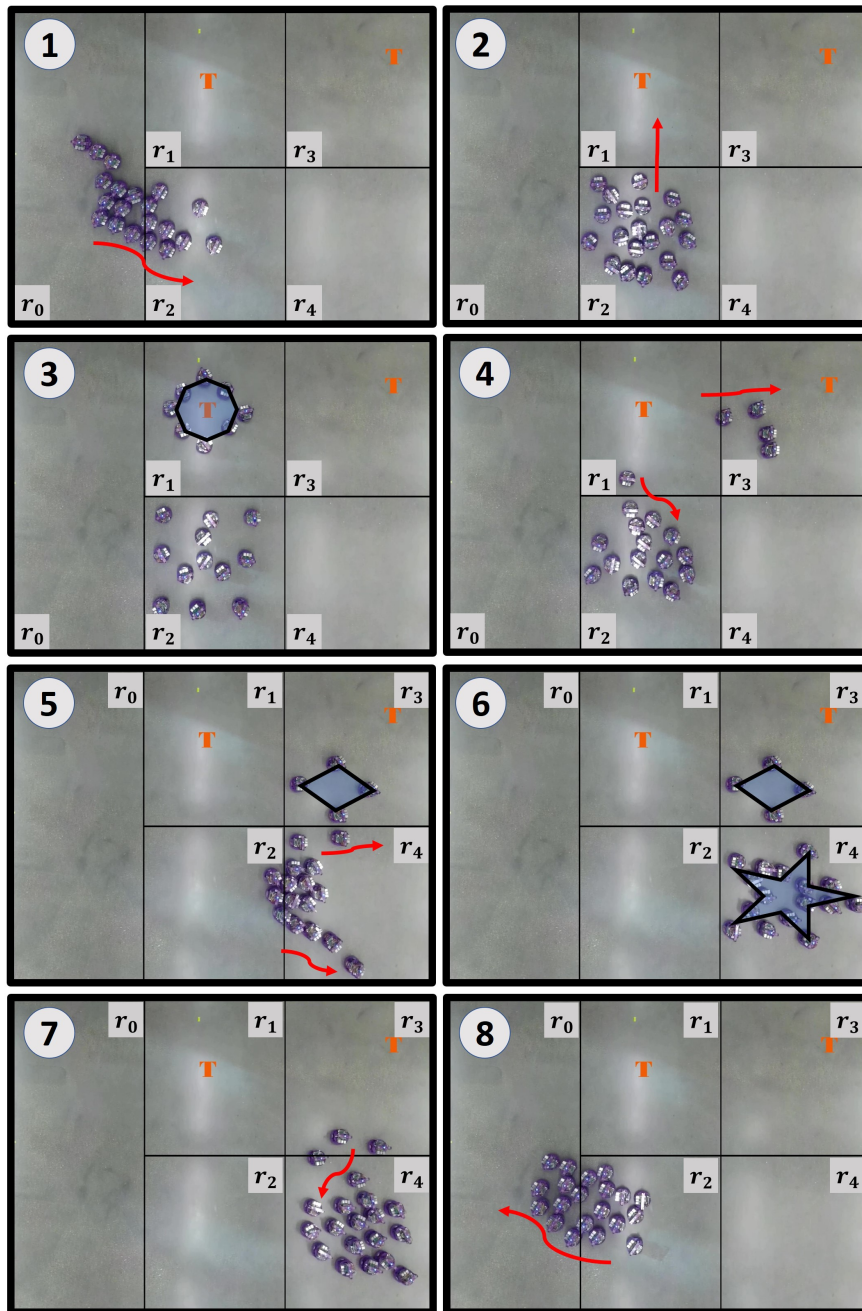 1
T
T
r₁
r₃
r₀
r₂
r₄
2
T
T
r₁
r₃
r₀
r₂
r₄
3
T
T
r₁
r₃
r₀
r₂
r₄
4
T
T
r₁
r₃
r₀
r₂
r₄
5
r₀
r₁
r₃
T
T
r₂
r₄
6
r₀
r₁
r₃
T
T
r₂
r₄
7
r₀
r₁
r₃
T
T
r₂
r₄
8
r₀
r₁
r₃
T
T
r₂
r₄